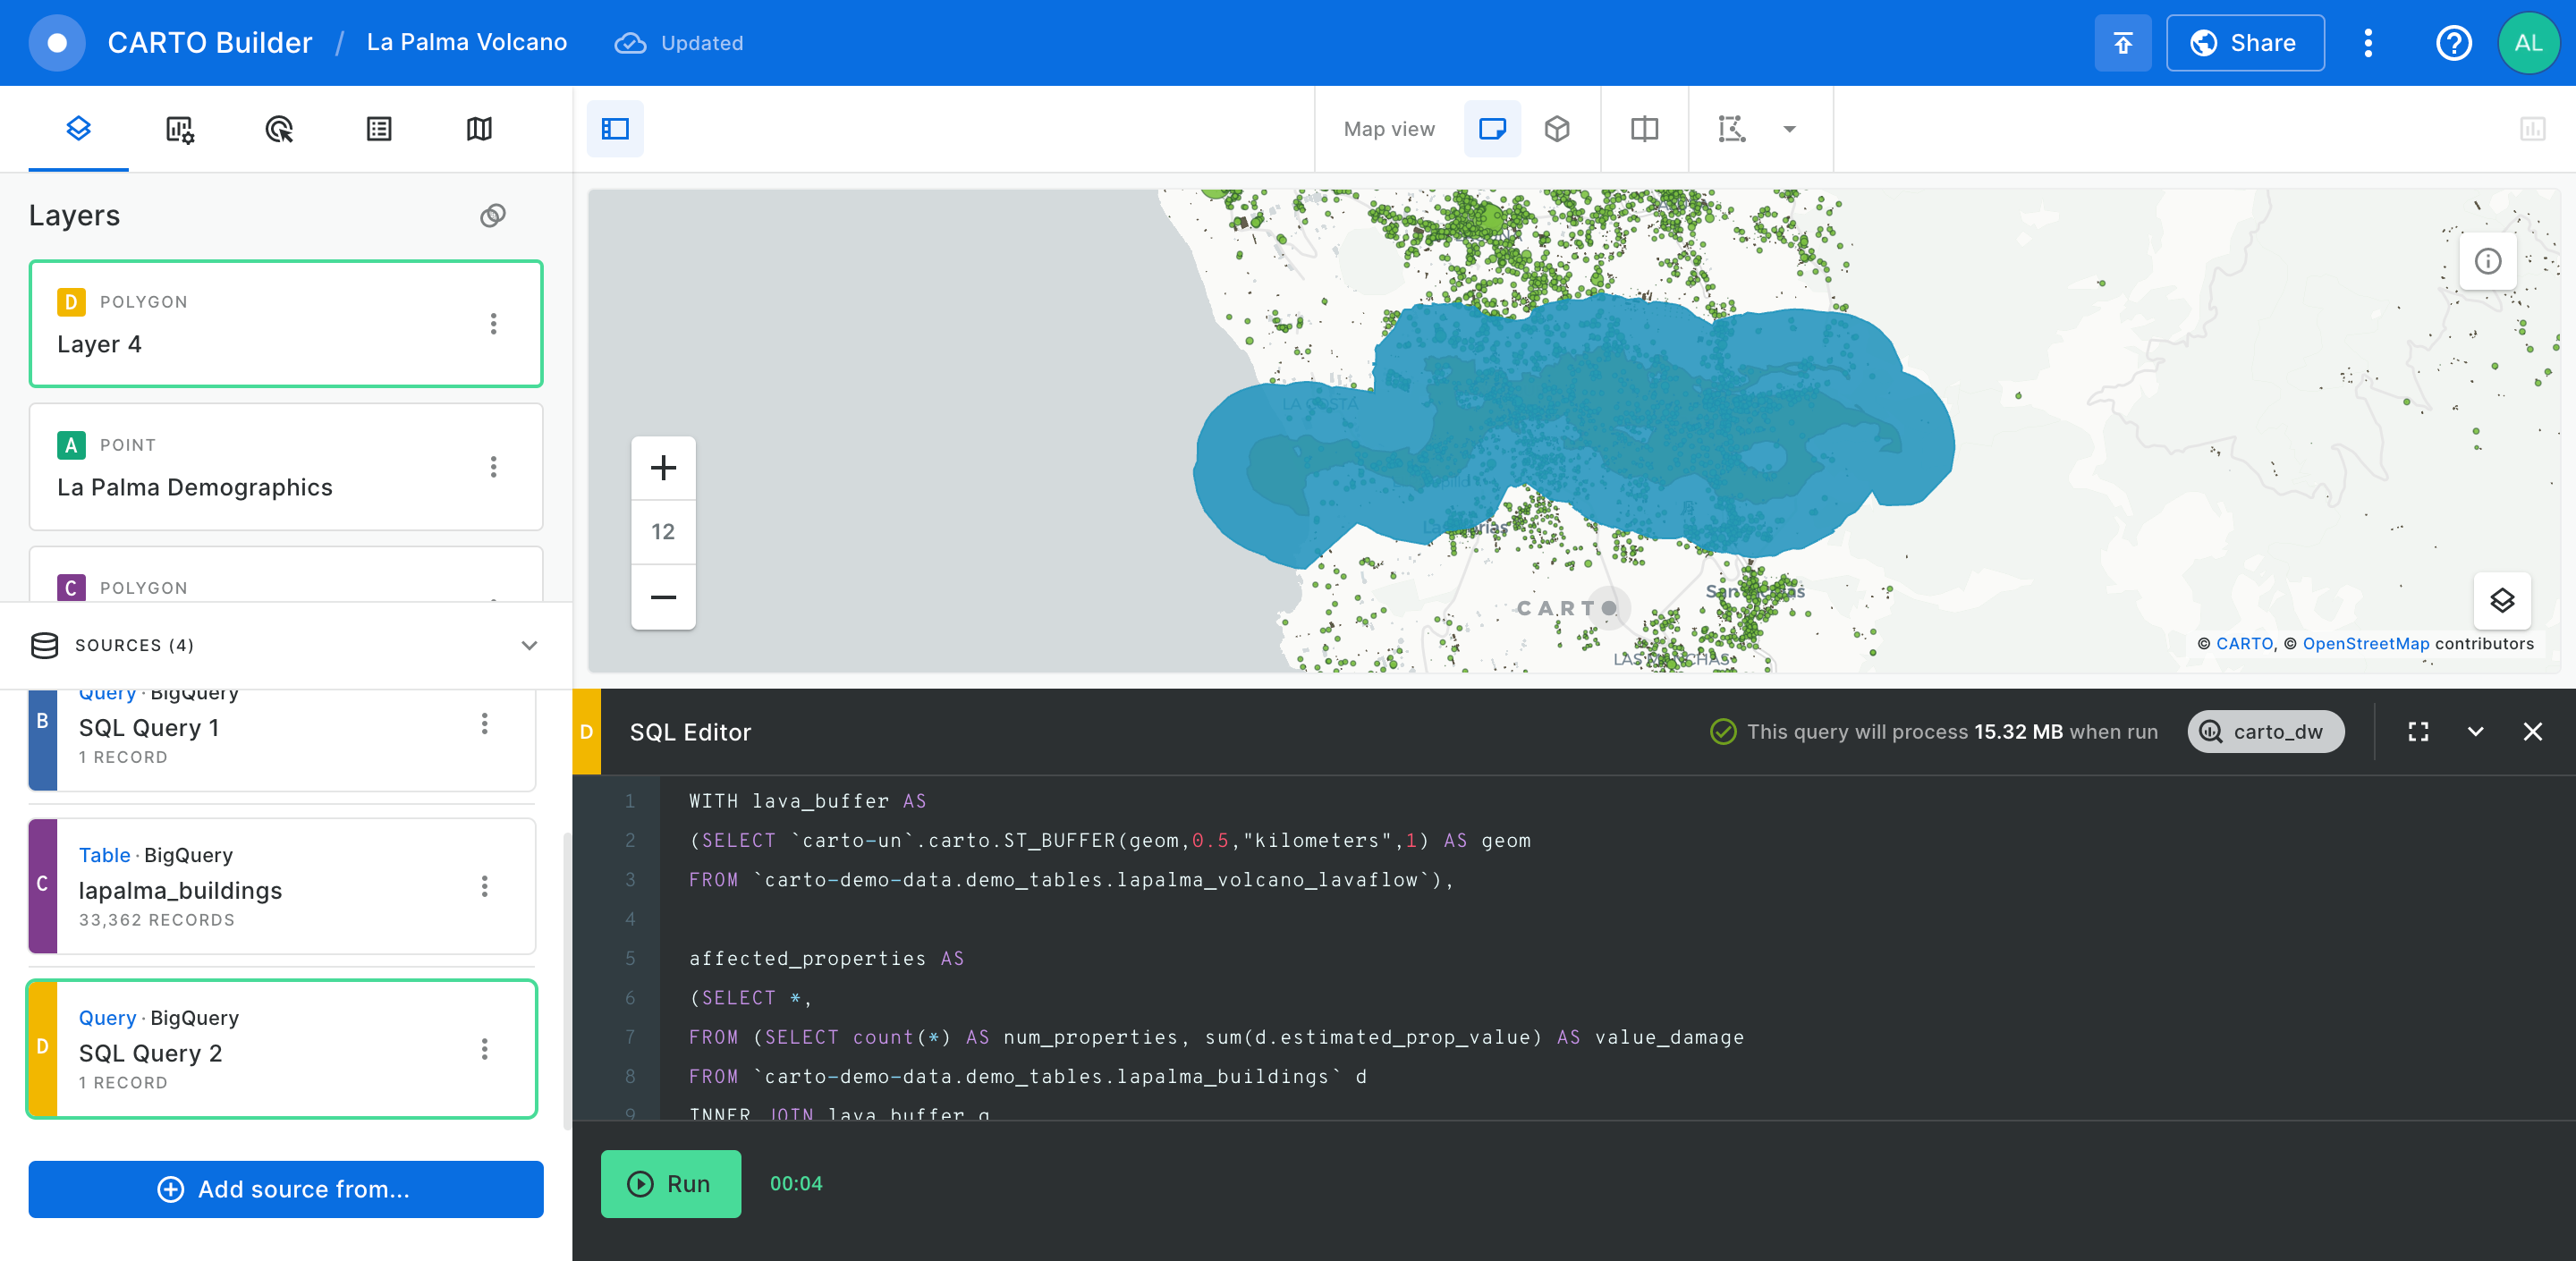 CARTO Builder / La Palma Volcano Updated
Share
AL
Map view
Layers
D POLYGON
Layer 4
A POINT
La Palma Demographics
C POLYGON
SOURCES (4)
B
Query · BigQuery
SQL Query 1
1 RECORD
C
Table · BigQuery
lapalma_buildings
33,362 RECORDS
D
Query · BigQuery
SQL Query 2
1 RECORD
Add source from...
12
LA COSTA
CARTO
© CARTO, © OpenStreetMap contributors
D
SQL Editor
This query will process 15.32 MB when run
carto_dw
1 WITH lava_buffer AS
2 (SELECT `carto-un`.carto.ST_BUFFER(geom,0.5,"kilometers",1) AS geom
3 FROM `carto-demo-data.demo_tables.lapalma_volcano_lavaflow`),
4
5 affected_properties AS
6 (SELECT *,
7 FROM (SELECT count(*) AS num_properties, sum(d.estimated_prop_value) AS value_damage
8 FROM `carto-demo-data.demo_tables.lapalma_buildings` d
9 INNER JOIN lava_buffer g
Run
00:04